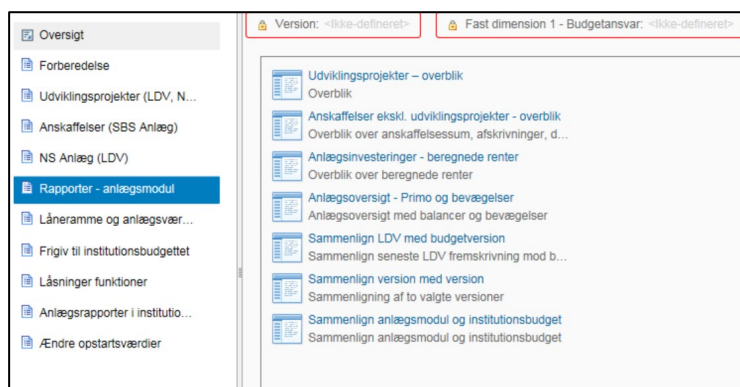 Oversigt
Forberedelse
Udviklingsprojekter (LDV, N...
Anskaffelser (SBS Anlæg)
NS Anlæg (LDV)
Rapporter - anlægsmodul
Låneramme og anlægsvær...
Frigiv til institutionsbudgettet
Låsninger funktioner
Anlægsrapporter i institutio...
Ændre opstartsværdier
Version: <Ikke-defineret>
Fast dimension 1 - Budgetansvar: <Ikke-defineret>
Udviklingsprojekter – overblik
Overblik
Anskaffelser ekskl. udviklingsprojekter - overblik
Overblik over anskaffelsessum, afskrivninger, d...
Anlægsinvesteringer - beregnede renter
Overblik over beregnede renter
Anlægsoversigt - Primo og bevægelser
Anlægsoversigt med balancer og bevægelser
Sammenlign LDV med budgetversion
Sammenlign seneste LDV fremskrivning mod b...
Sammenlign version med version
Sammenligning af to valgte versioner
Sammenlign anlægsmodul og institutionsbudget
Sammenlign anlægsmodul og institutionsbudget